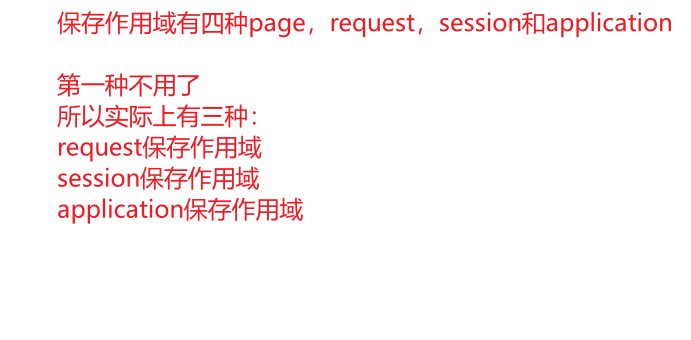 保存作用域有四种page，request，session和application
第一种不用了
所以实际上有三种：
request保存作用域
session保存作用域
application保存作用域